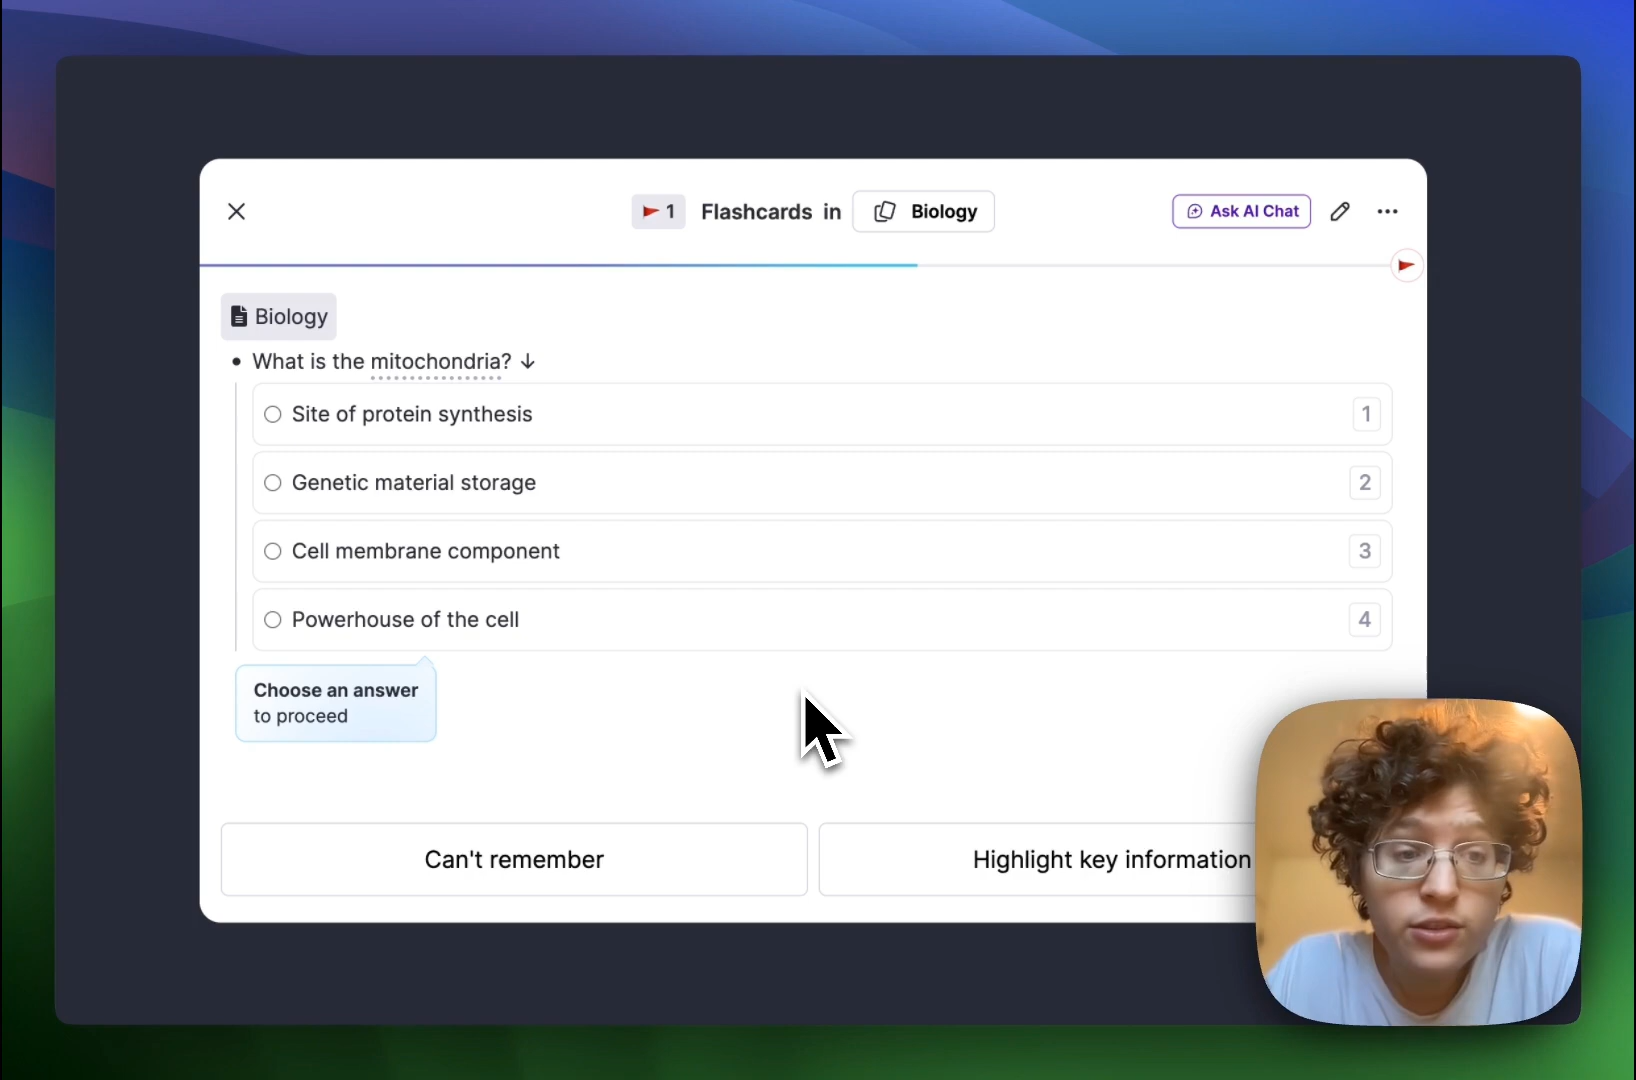 1 Flashcards in Biology Ask AI Chat
Biology
• What is the mitochondria? ↓
Site of protein synthesis 1
Genetic material storage 2
Cell membrane component 3
Powerhouse of the cell 4
Choose an answer
to proceed
Can't remember
Highlight key information